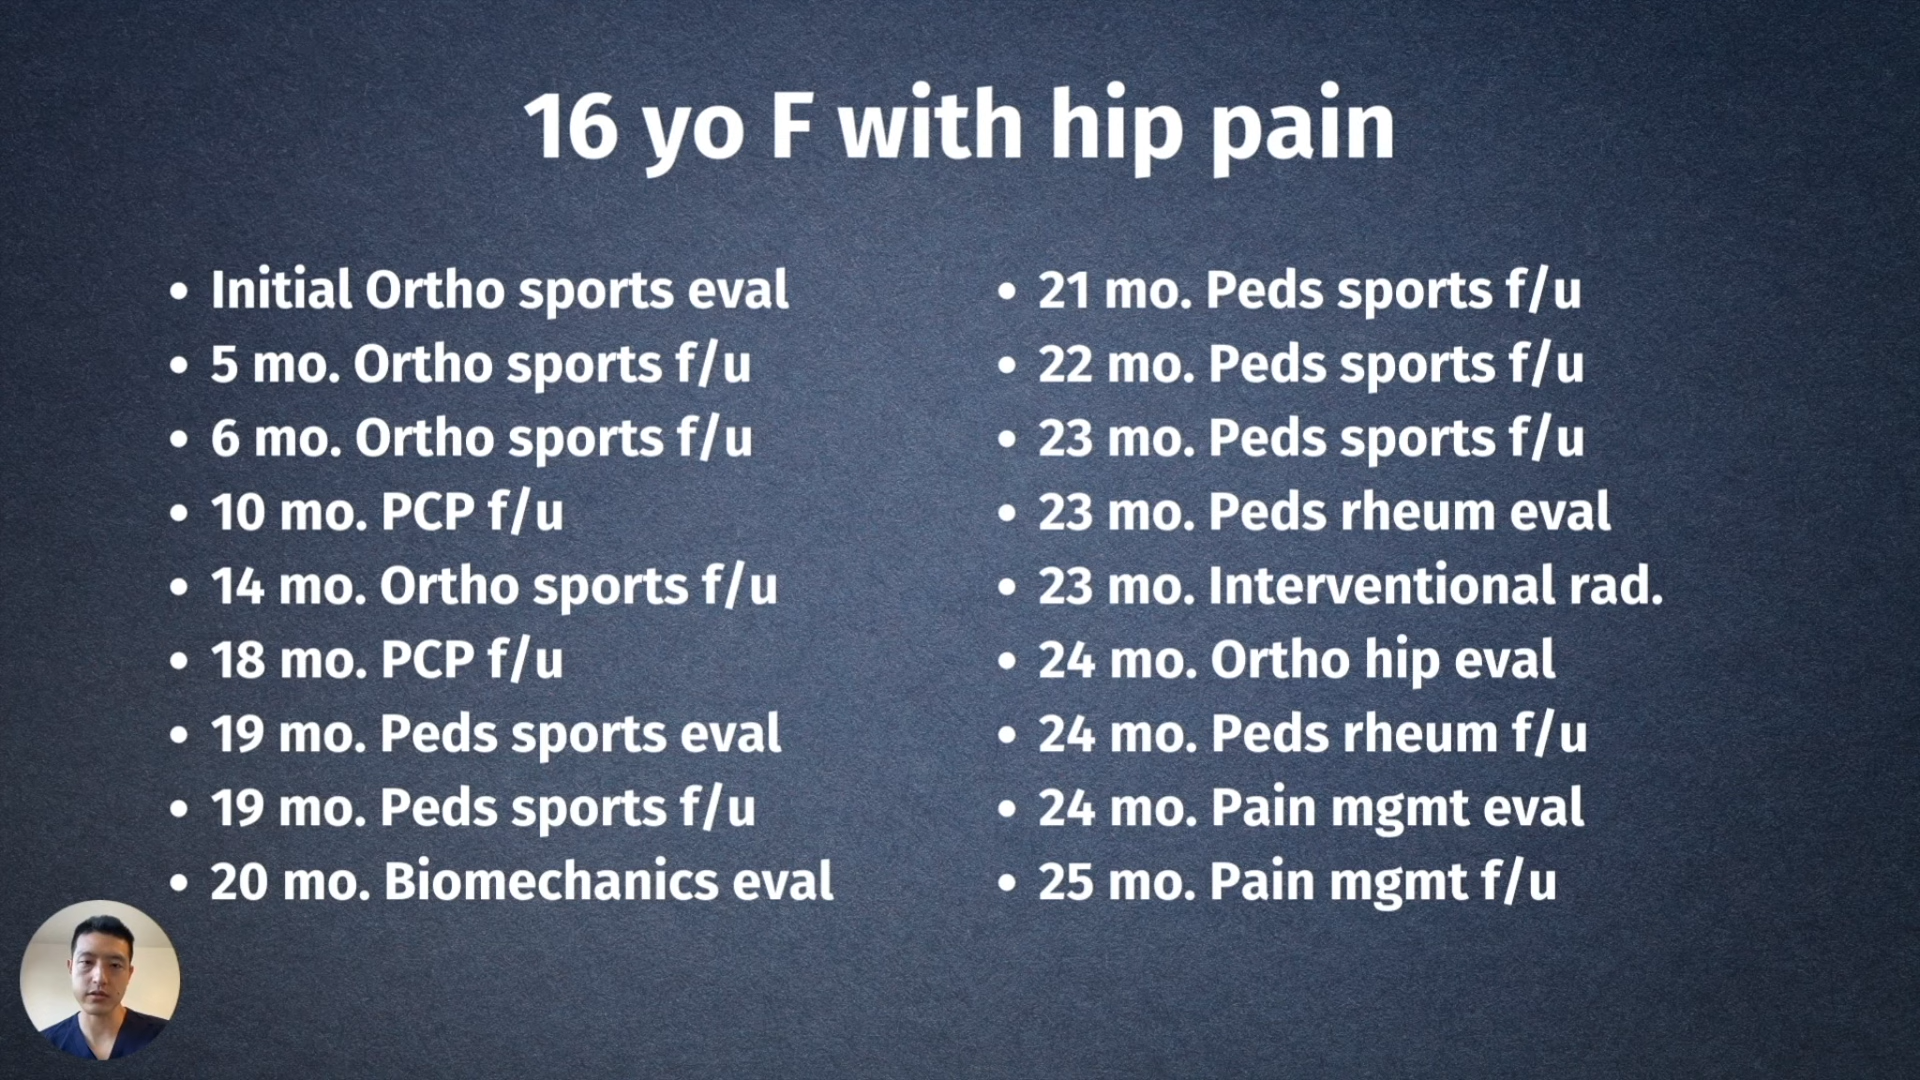 16 yo F with hip pain
• Initial Ortho sports eval
• 5 mo. Ortho sports f/u
• 6 mo. Ortho sports f/u
• 10 mo. PCP f/u
• 14 mo. Ortho sports f/u
• 18 mo. PCP f/u
• 19 mo. Peds sports eval
• 19 mo. Peds sports f/u
• 20 mo. Biomechanics eval
• 21 mo. Peds sports f/u
• 22 mo. Peds sports f/u
• 23 mo. Peds sports f/u
• 23 mo. Peds rheum eval
• 23 mo. Interventional rad.
• 24 mo. Ortho hip eval
• 24 mo. Peds rheum f/u
• 24 mo. Pain mgmt eval
• 25 mo. Pain mgmt f/u